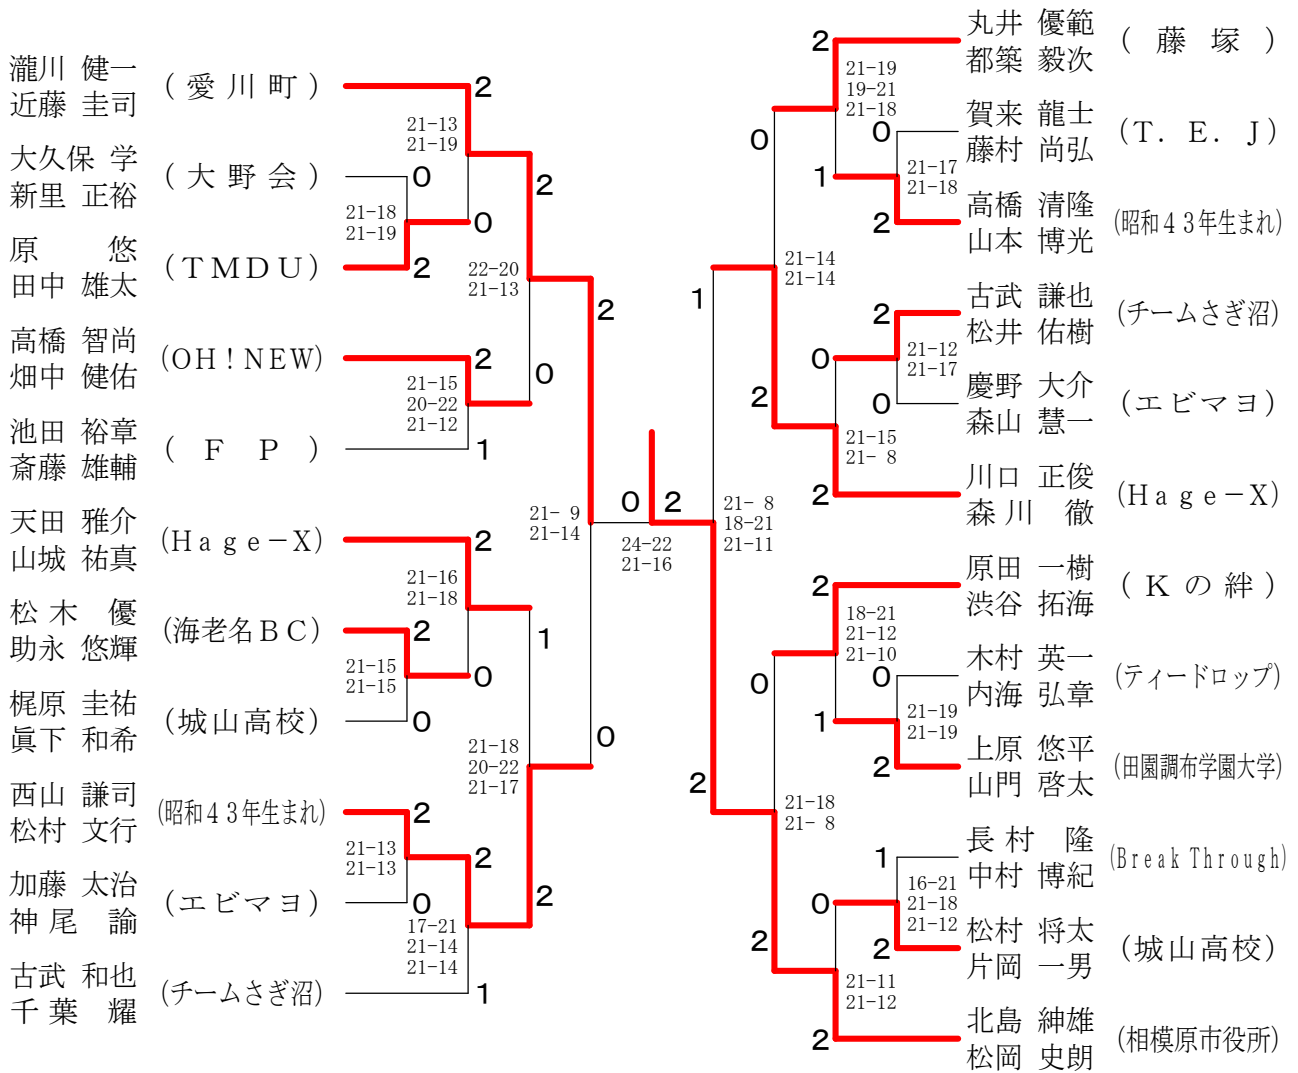 瀧川 健一
近藤 圭司
(愛川町)
大久保 学
新里 正裕
(大野会)
原 悠
田中 雄太
(TMDU)
高橋 智尚
畑中 健佑
(OH!NEW)
池田 裕章
斎藤 雄輔
(FP)
天田 雅介
山城 祐真
(Hage-X)
松木 優
助永 悠輝
(海老名BC)
梶原 圭祐
眞下 和希
(城山高校)
西山 謙司
松村 文行
(昭和43年生まれ)
加藤 太治
神尾 諭
(エビマヨ)
古武 和也
千葉 耀
(チームさぎ沼)
2
21-13
21-19
0
0
21-18
21-19
2
2
22-20
21-13
0
2
21-15
20-22
21-12
1
2
21-9
21-14
0
2
21-16
21-18
0
2
21-15
21-15
0
1
21-18
20-22
21-17
2
2
21-13
21-13
0
2
17-21
21-14
21-14
1
0
2
24-22
21-16
丸井 優範
都築 毅次
(藤塚)
賀来 龍士
藤村 尚弘
(T.E.J)
高橋 清隆
山本 博光
(昭和43年生まれ)
古武 謙也
松井 佑樹
(チームさぎ沼)
慶野 大介
森山 慧一
(エビマヨ)
川口 正俊
森川 徹
(Hage-X)
原田 一樹
渋谷 拓海
(Kの絆)
木村 英一
内海 弘章
(ティードロップ)
上原 悠平
山門 啓太
(田園調布学園大学)
長村 隆
中村 博紀
(Break Through)
松村 将太
片岡 一男
(城山高校)
北島 紳雄
松岡 史朗
(相模原市役所)
2
21-19
19-21
21-18
1
0
21-17
21-18
2
0
21-14
21-14
2
2
21-12
21-17
0
0
21-15
21-8
2
1
21-8
18-21
21-11
2
2
18-21
21-12
21-10
1
0
21-19
21-19
2
0
21-18
21-8
2
1
16-21
21-18
21-12
2
0
21-11
21-12
2